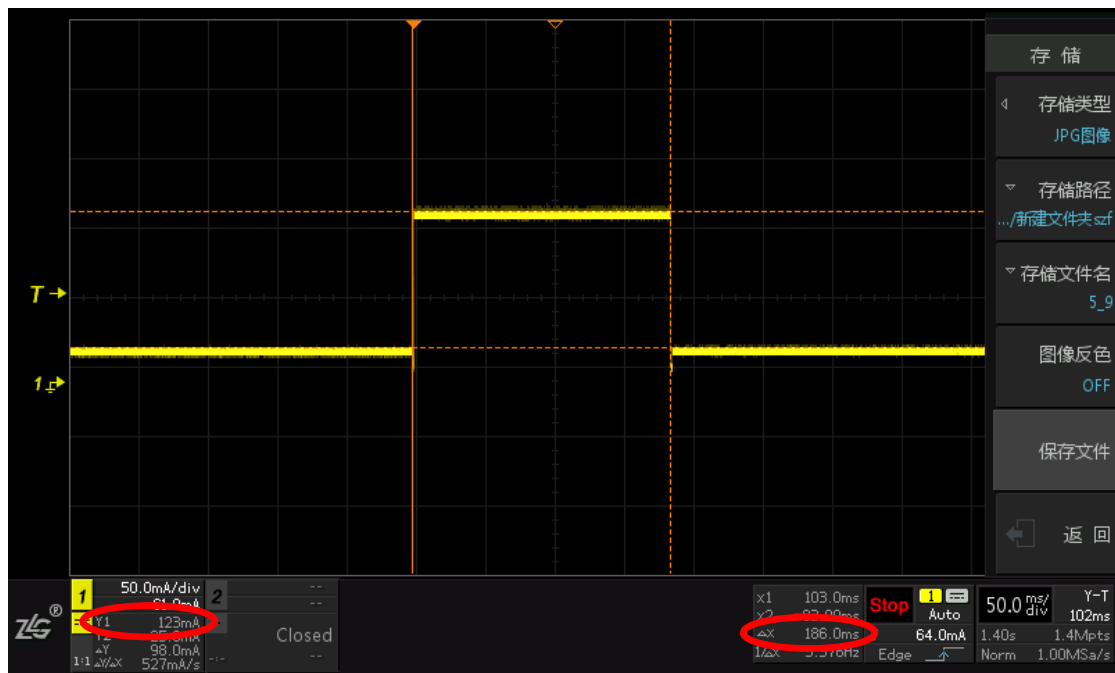 存 储
存储类型
JPG图像
存储路径
.../新建文件夹szf
存储文件名
5_9
图像反色
OFF
保存文件
返 回
T
1
ZLG®
1 50.0mA/div
Y1 123mA
ΔY 98.0mA
1:1 ΔY/ΔX 527mA/s
2 --
--
-:-
Closed
--
x1 103.0ms
ΔX 186.0ms
1/ΔX
Stop
1
Auto
64.0mA
Edge
50.0 ms/div
Y-T
102ms
1.40s 1.4Mpts
Norm 1.00MSa/s